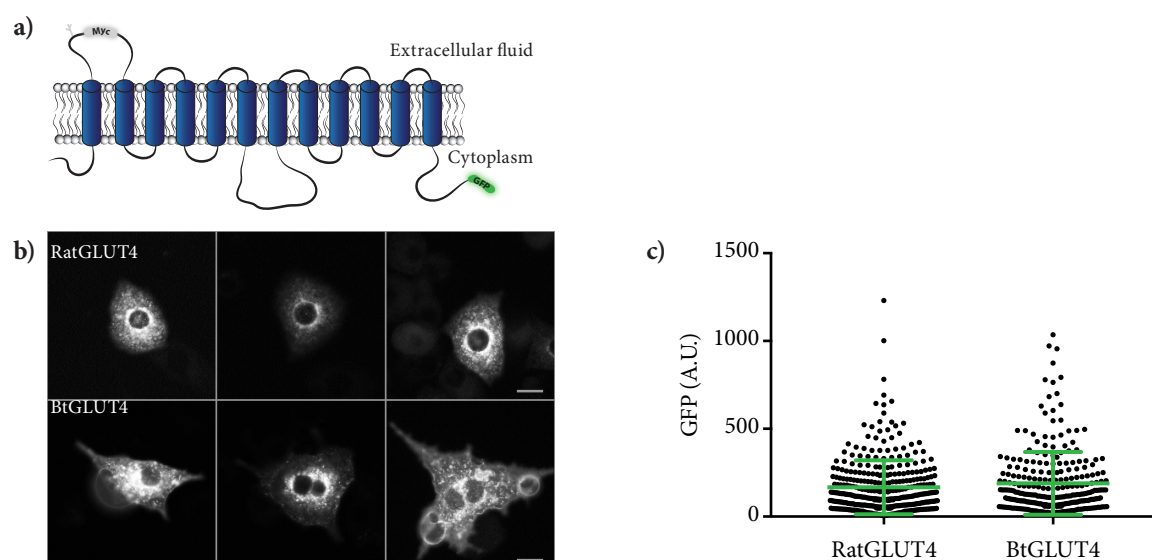 a)
Myc
Extracellular fluid
Cytoplasm
GFP
b)
RatGLUT4
BtGLUT4
c)
1500
1000
500
0
GFP (A.U.)
RatGLUT4
BtGLUT4